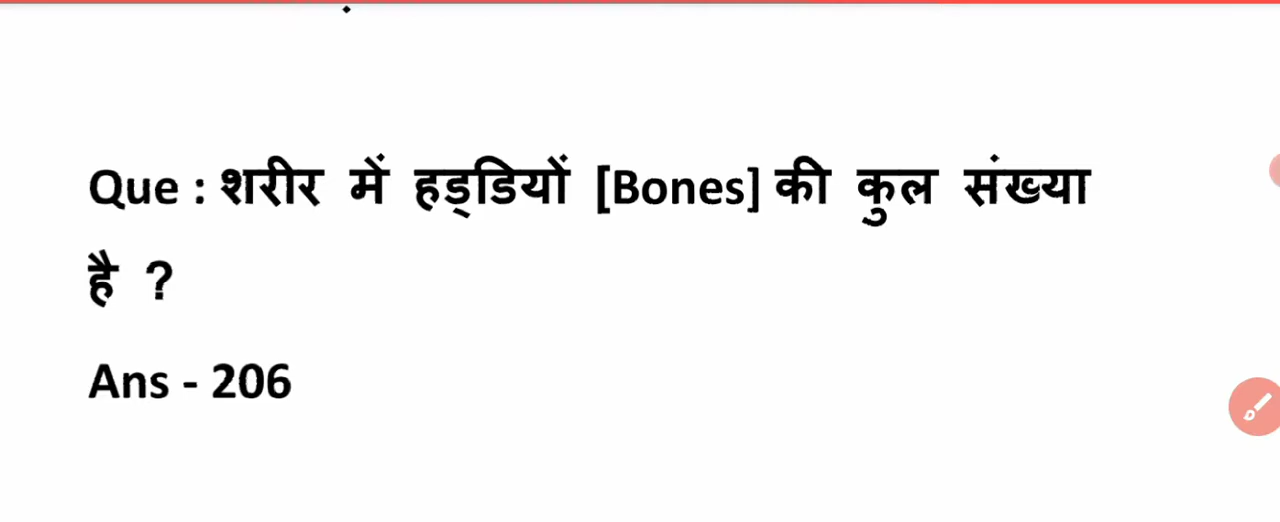 Que : शरीर में हड्डियों [Bones] की कुल संख्या
है ?
Ans - 206